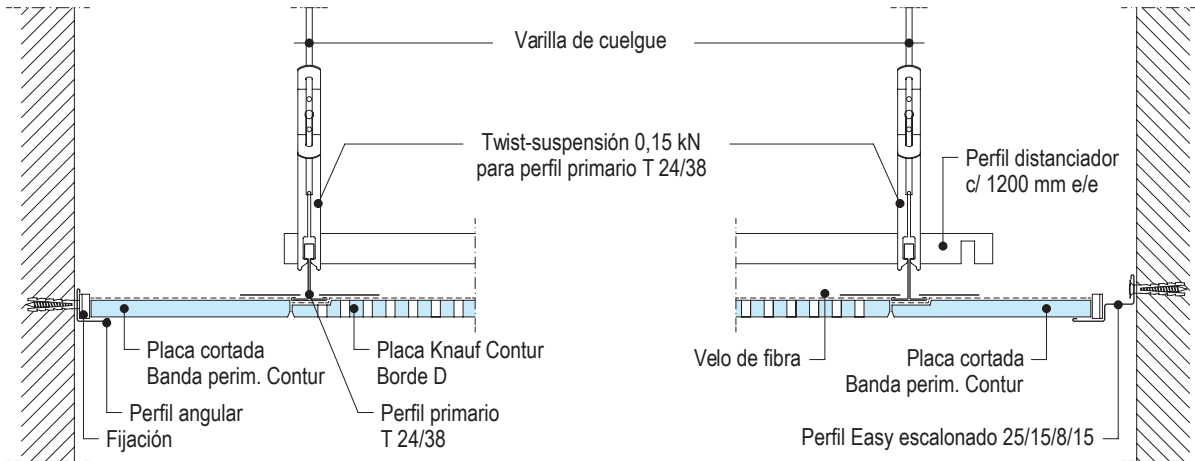 Varilla de cuelgue
Twist-suspensión 0,15 kN
para perfil primario T 24/38
Perfil distanciador
c/ 1200 mm e/e
Placa cortada
Banda perim. Contur
Placa Knauf Contur
Borde D
Velo de fibra
Placa cortada
Banda perim. Contur
Perfil angular
Fijación
Perfil primario
T 24/38
Perfil Easy escalonado 25/15/8/15